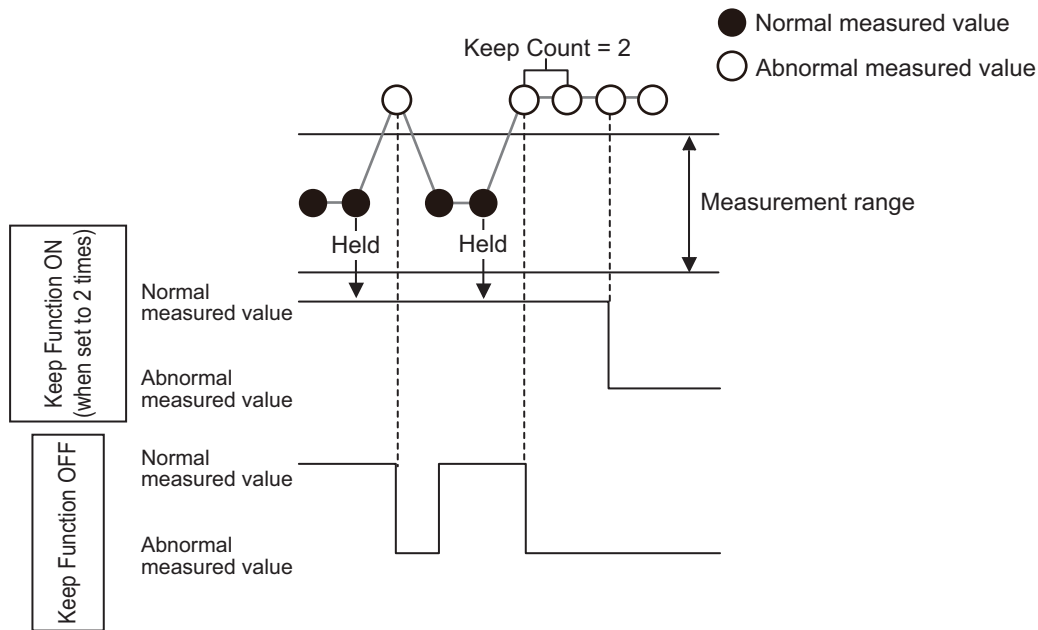 Normal measured value
Keep Count = 2
Abnormal measured value
Measurement range
Held
Held
Keep Function ON
(when set to 2 times)
Normal
measured value
Abnormal
measured value
Keep Function OFF
Normal
measured value
Abnormal
measured value